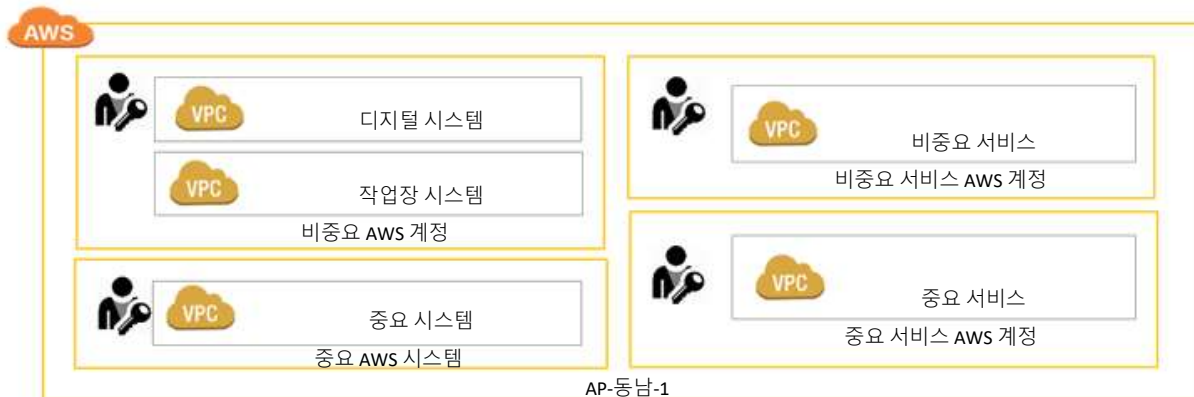 AWS
VPC
디지털 시스템
VPC
작업장 시스템
비중요 AWS 계정
VPC
중요 시스템
중요 AWS 시스템
VPC
비중요 서비스
비중요 서비스 AWS 계정
VPC
중요 서비스
중요 서비스 AWS 계정
AP-동남-1